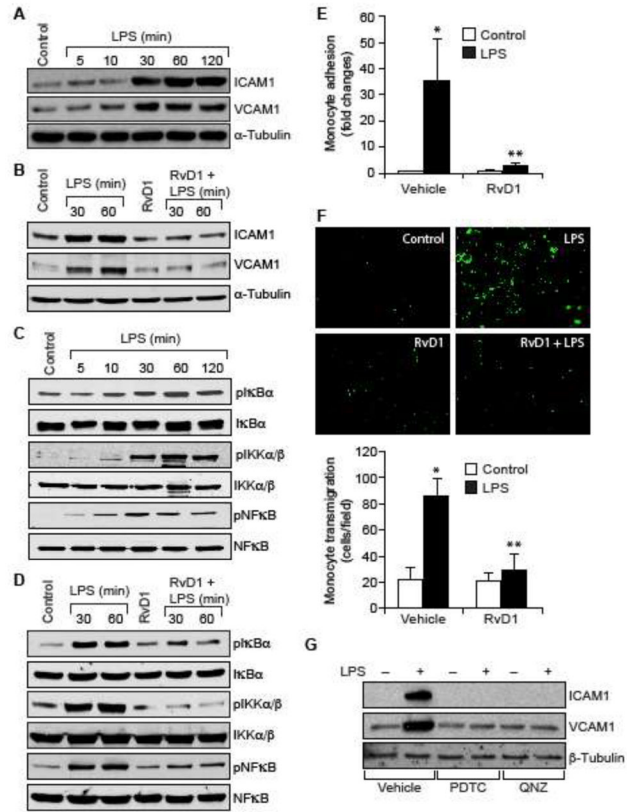 A
Control
LPS (min)
5 10 30 60 120
ICAM1
VCAM1
α-Tubulin
B
Control
LPS (min)
RvD1
RvD1 +
LPS (min)
30 60 30 60
ICAM1
VCAM1
α-Tubulin
C
Control
LPS (min)
5 10 30 60 120
pIκBα
IκBα
pIKKα/β
IKKα/β
pNFκB
NFκB
D
Control
LPS (min)
RvD1
RvD1 +
LPS (min)
30 60 30 60
pIκBα
IκBα
pIKKα/β
IKKα/β
pNFκB
NFκB
E
Monocyte adhesion
(fold changes)
60
50
40
30
20
10
0
Control
LPS
*
**
Vehicle RvD1
F
Control
LPS
RvD1
RvD1 + LPS
Monocyte transmigration
(cells/field)
120
100
80
60
40
20
0
Control
LPS
*
**
Vehicle RvD1
G
LPS – + – + – +
ICAM1
VCAM1
β-Tubulin
Vehicle PDTC QNZ